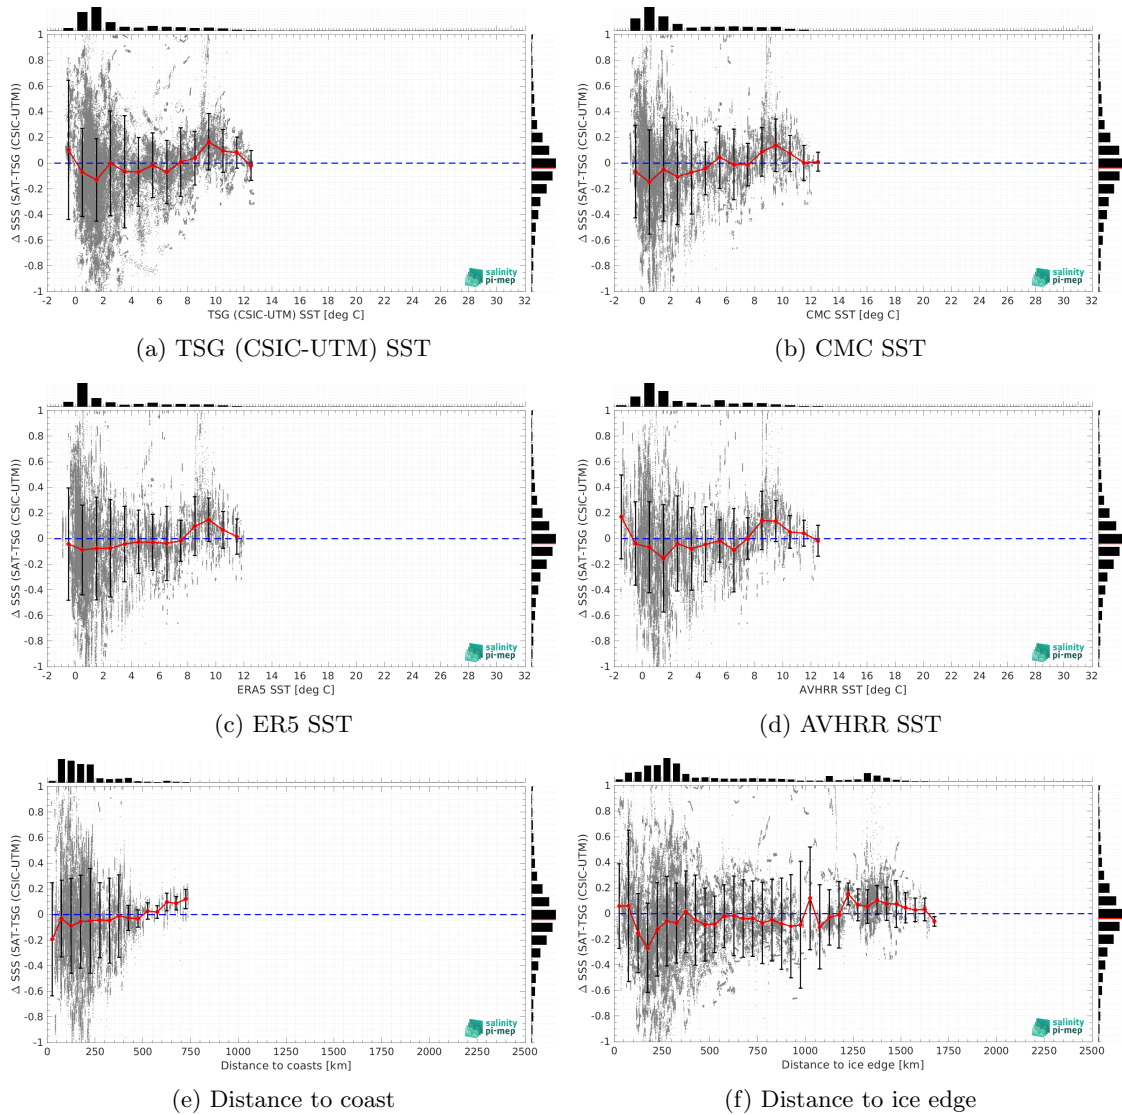 1
0.8
0.6
0.4
0.2
0
-0.2
-0.4
-0.6
-0.8
-1
Δ SSS (SAT-TSG (CSIC-UTM))
-2 0 2 4 6 8 10 12 14 16 18 20 22 24 26 28 30 32
TSG (CSIC-UTM) SST [deg C]
salinity
pi-mep
(a) TSG (CSIC-UTM) SST
1
0.8
0.6
0.4
0.2
0
-0.2
-0.4
-0.6
-0.8
-1
Δ SSS (SAT-TSG (CSIC-UTM))
-2 0 2 4 6 8 10 12 14 16 18 20 22 24 26 28 30 32
CMC SST [deg C]
salinity
pi-mep
(b) CMC SST
1
0.8
0.6
0.4
0.2
0
-0.2
-0.4
-0.6
-0.8
-1
Δ SSS (SAT-TSG (CSIC-UTM))
-2 0 2 4 6 8 10 12 14 16 18 20 22 24 26 28 30 32
ERA5 SST [deg C]
salinity
pi-mep
(c) ER5 SST
1
0.8
0.6
0.4
0.2
0
-0.2
-0.4
-0.6
-0.8
-1
Δ SSS (SAT-TSG (CSIC-UTM))
-2 0 2 4 6 8 10 12 14 16 18 20 22 24 26 28 30 32
AVHRR SST [deg C]
salinity
pi-mep
(d) AVHRR SST
1
0.8
0.6
0.4
0.2
0
-0.2
-0.4
-0.6
-0.8
-1
Δ SSS (SAT-TSG (CSIC-UTM))
0 250 500 750 1000 1250 1500 1750 2000 2250 2500
Distance to coasts [km]
salinity
pi-mep
(e) Distance to coast
1
0.8
0.6
0.4
0.2
0
-0.2
-0.4
-0.6
-0.8
-1
Δ SSS (SAT-TSG (CSIC-UTM))
0 250 500 750 1000 1250 1500 1750 2000 2250 2500
Distance to ice edge [km]
salinity
pi-mep
(f) Distance to ice edge